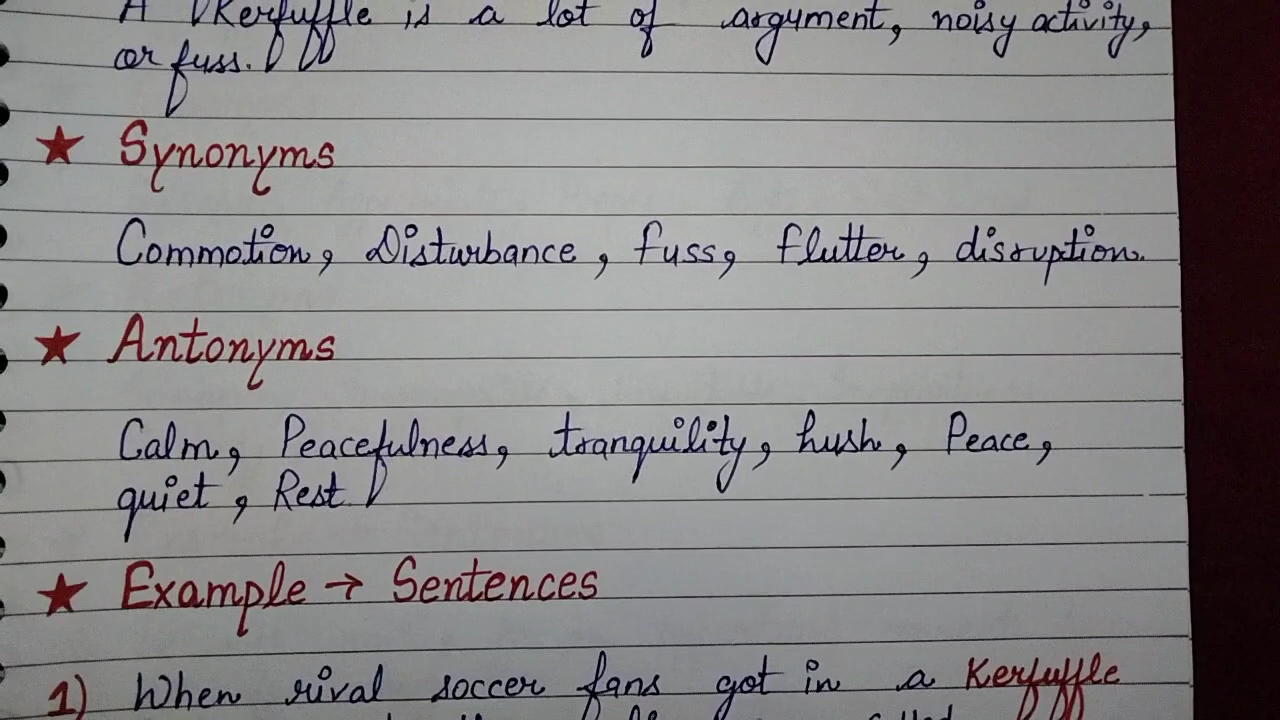 A Kerfuffle is a lot of argument, noisy activity,
or fuss.
★ Synonyms
Commotion, Disturbance, fuss, flutter, disruption.
★ Antonyms
Calm, Peacefulness, tranquility, hush, Peace,
quiet, Rest.
★ Example → Sentences
1) When rival soccer fans got in a Kerfuffle